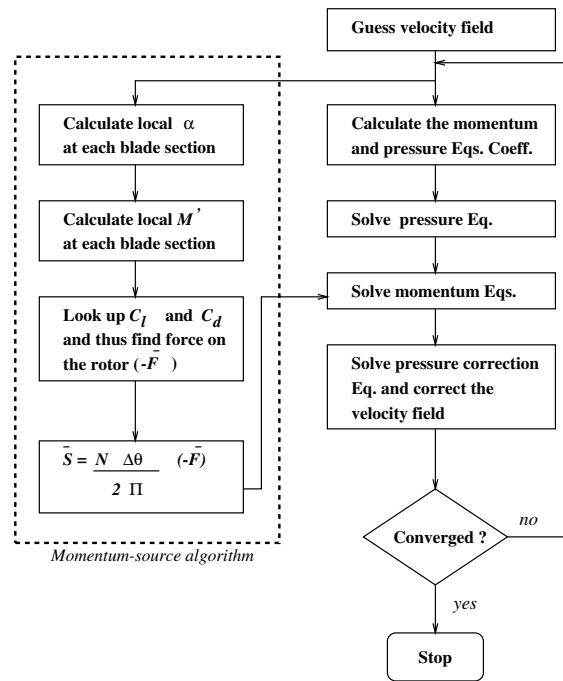 Guess velocity field
Calculate local α
at each blade section
Calculate the momentum
and pressure Eqs. Coeff.
Calculate local M'
at each blade section
Solve pressure Eq.
Look up C_l and C_d
and thus find force on
the rotor (-F̄ )
Solve momentum Eqs.
Solve pressure correction
Eq. and correct the
velocity field
S̄ = N Δθ (-F̄)
2 Π
Momentum-source algorithm
Converged ?
no
yes
Stop